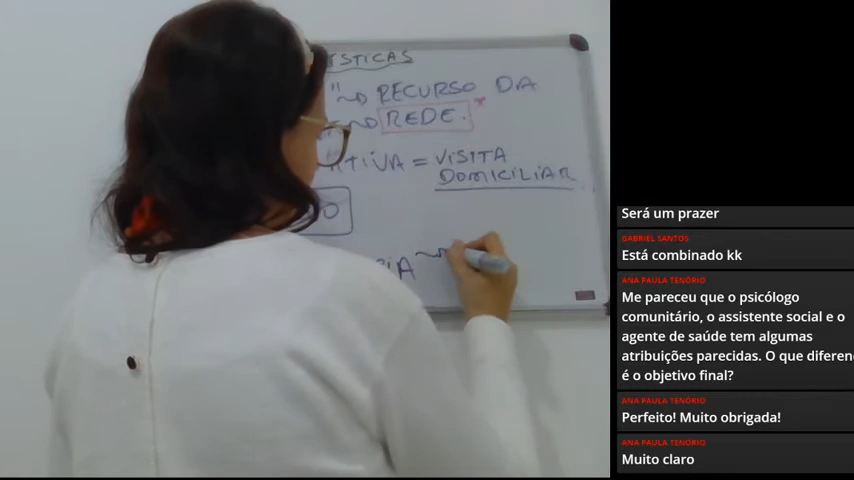 RECURSO DA
REDE.
= VISITA
DOMICILIAR
Será um prazer
GABRIEL SANTOS
Está combinado kk
ANA PAULA TENÓRIO
Me pareceu que o psicólogo
comunitário, o assistente social e o
agente de saúde tem algumas
atribuições parecidas. O que diferen
é o objetivo final?
ANA PAULA TENÓRIO
Perfeito! Muito obrigada!
ANA PAULA TENÓRIO
Muito claro